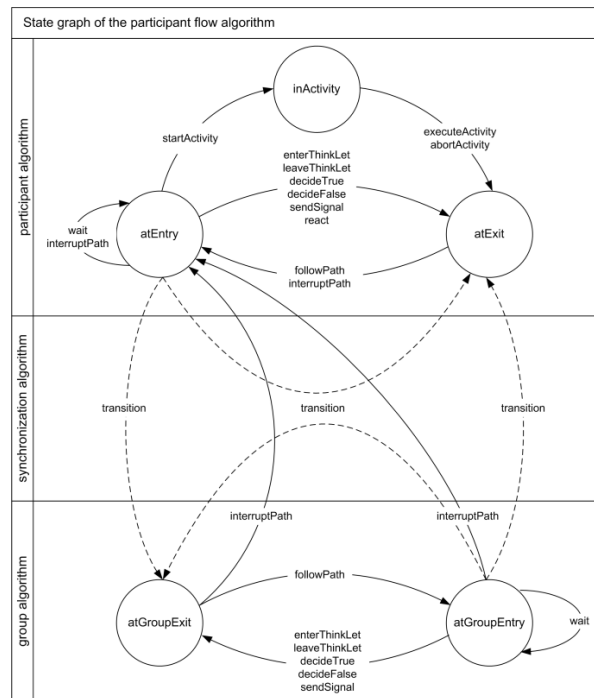 State graph of the participant flow algorithm
participant algorithm
inActivity
startActivity
executeActivity
abortActivity
enterThinkLet
leaveThinkLet
decideTrue
decideFalse
sendSignal
react
wait
interruptPath
atEntry
atExit
followPath
interruptPath
synchronization algorithm
transition
transition
transition
group algorithm
interruptPath
interruptPath
followPath
atGroupExit
atGroupEntry
wait
enterThinkLet
leaveThinkLet
decideTrue
decideFalse
sendSignal